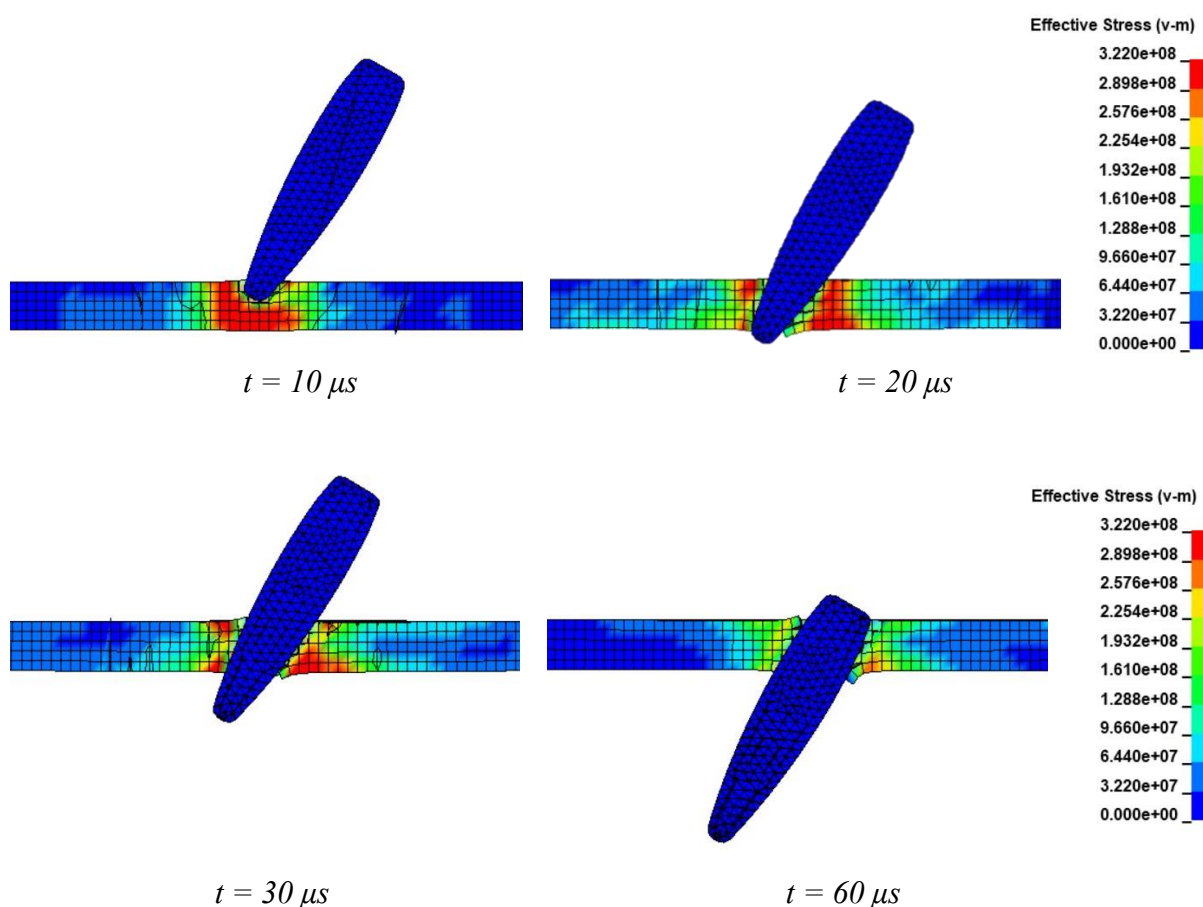 Effective Stress (v-m)
3.220e+08
2.898e+08
2.576e+08
2.254e+08
1.932e+08
1.610e+08
1.288e+08
9.660e+07
6.440e+07
3.220e+07
0.000e+00
t = 10 μs
t = 20 μs
Effective Stress (v-m)
3.220e+08
2.898e+08
2.576e+08
2.254e+08
1.932e+08
1.610e+08
1.288e+08
9.660e+07
6.440e+07
3.220e+07
0.000e+00
t = 30 μs
t = 60 μs